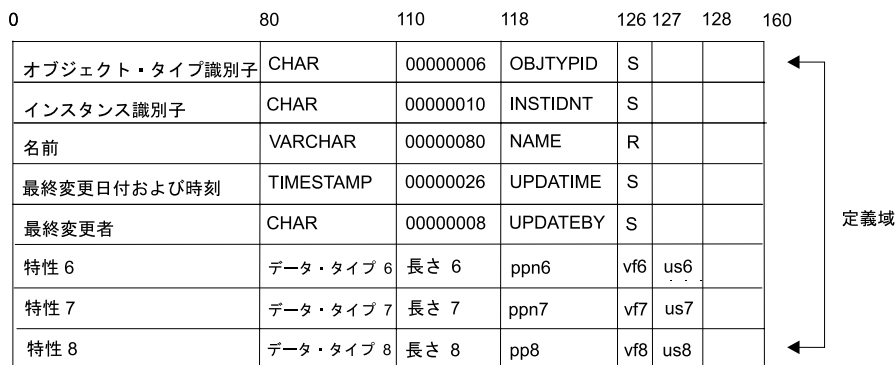 0 80 110 118 126 127 128 160
オブジェクト・タイプ識別子 CHAR 00000006 OBJTYPID S
インスタンス識別子 CHAR 00000010 INSTIDNT S
名前 VARCHAR 00000080 NAME R
最終変更日付および時刻 TIMESTAMP 00000026 UPDATIME S
最終変更者 CHAR 00000008 UPDATEBY S
定義域
特性 6 データ・タイプ 6 長さ 6 ppn6 vf6 us6
特性 7 データ・タイプ 7 長さ 7 ppn7 vf7 us7
特性 8 データ・タイプ 8 長さ 8 pp8 vf8 us8